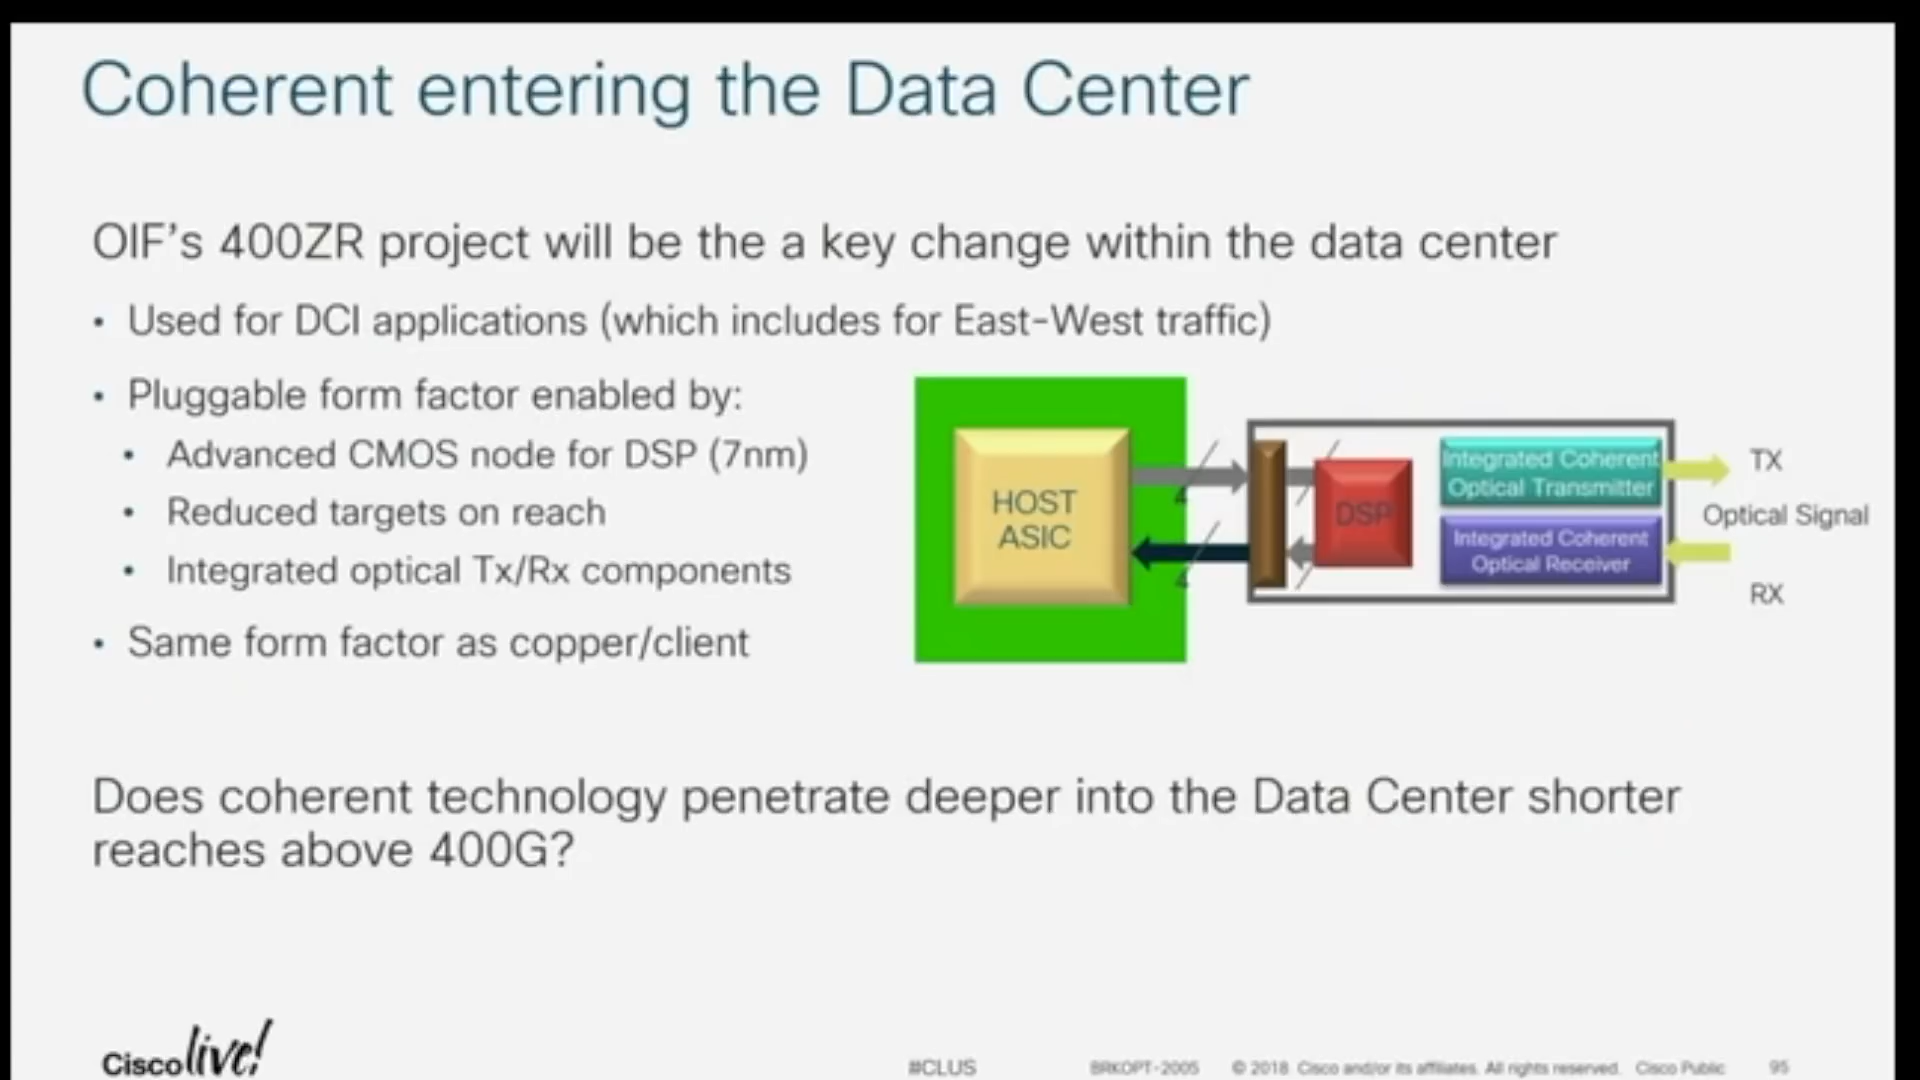 Coherent entering the Data Center
OIF's 400ZR project will be the a key change within the data center
• Used for DCI applications (which includes for East-West traffic)
• Pluggable form factor enabled by:
• Advanced CMOS node for DSP (7nm)
• Reduced targets on reach
• Integrated optical Tx/Rx components
• Same form factor as copper/client
HOST
ASIC
4
4
DSP
Integrated Coherent
Optical Transmitter
Integrated Coherent
Optical Receiver
TX
Optical Signal
RX
Does coherent technology penetrate deeper into the Data Center shorter
reaches above 400G?
Cisco live!
#CLUS
BRKOPT-2005
© 2018 Cisco and/or its affiliates. All rights reserved. Cisco Public
95